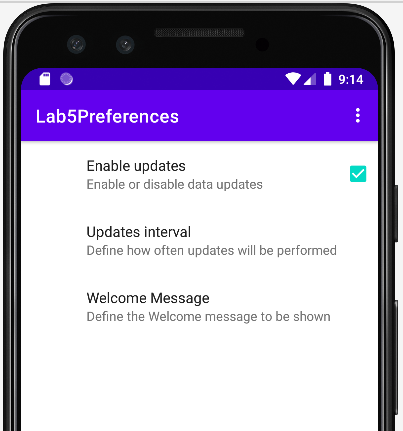 9:14
Lab5Preferences
Enable updates
Enable or disable data updates
Updates interval
Define how often updates will be performed
Welcome Message
Define the Welcome message to be shown